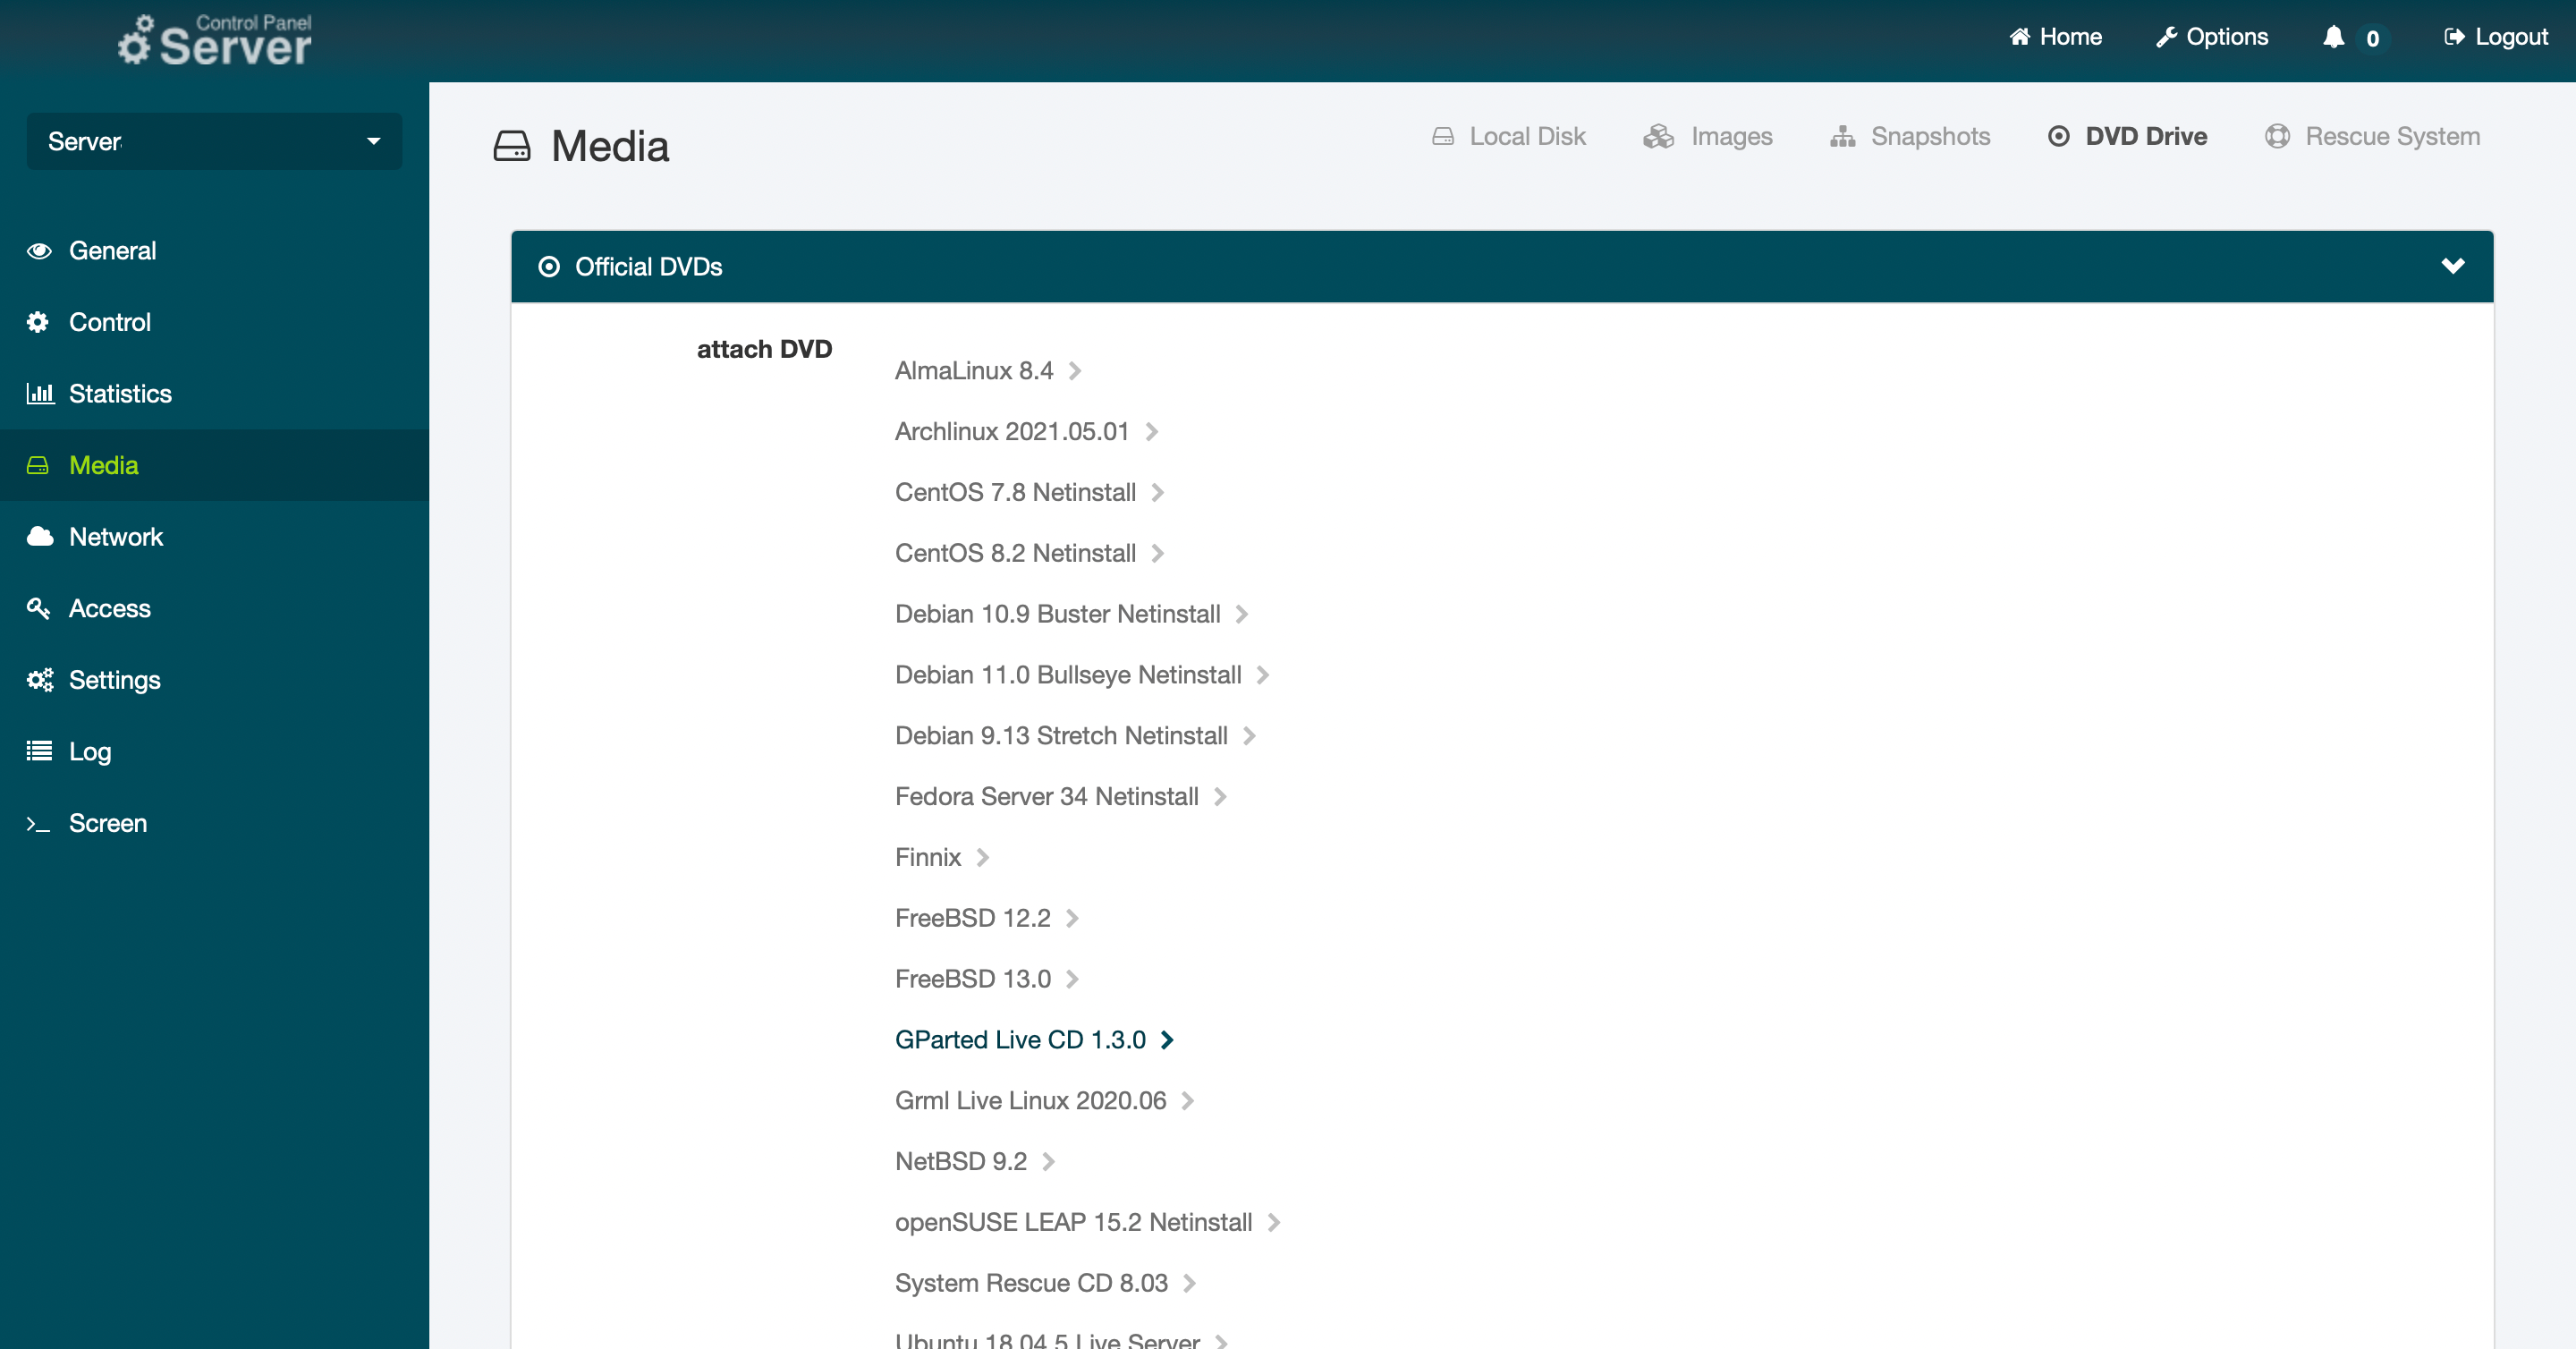 Control Panel
Server
Home
Options
0
Logout
Server
General
Control
Statistics
Media
Network
Access
Settings
Log
Screen
Media
Local Disk
Images
Snapshots
DVD Drive
Rescue System
Official DVDs
attach DVD
AlmaLinux 8.4
Archlinux 2021.05.01
CentOS 7.8 Netinstall
CentOS 8.2 Netinstall
Debian 10.9 Buster Netinstall
Debian 11.0 Bullseye Netinstall
Debian 9.13 Stretch Netinstall
Fedora Server 34 Netinstall
Finnix
FreeBSD 12.2
FreeBSD 13.0
GParted Live CD 1.3.0
Grml Live Linux 2020.06
NetBSD 9.2
openSUSE LEAP 15.2 Netinstall
System Rescue CD 8.03
Ubuntu 18.04.5 Live Server